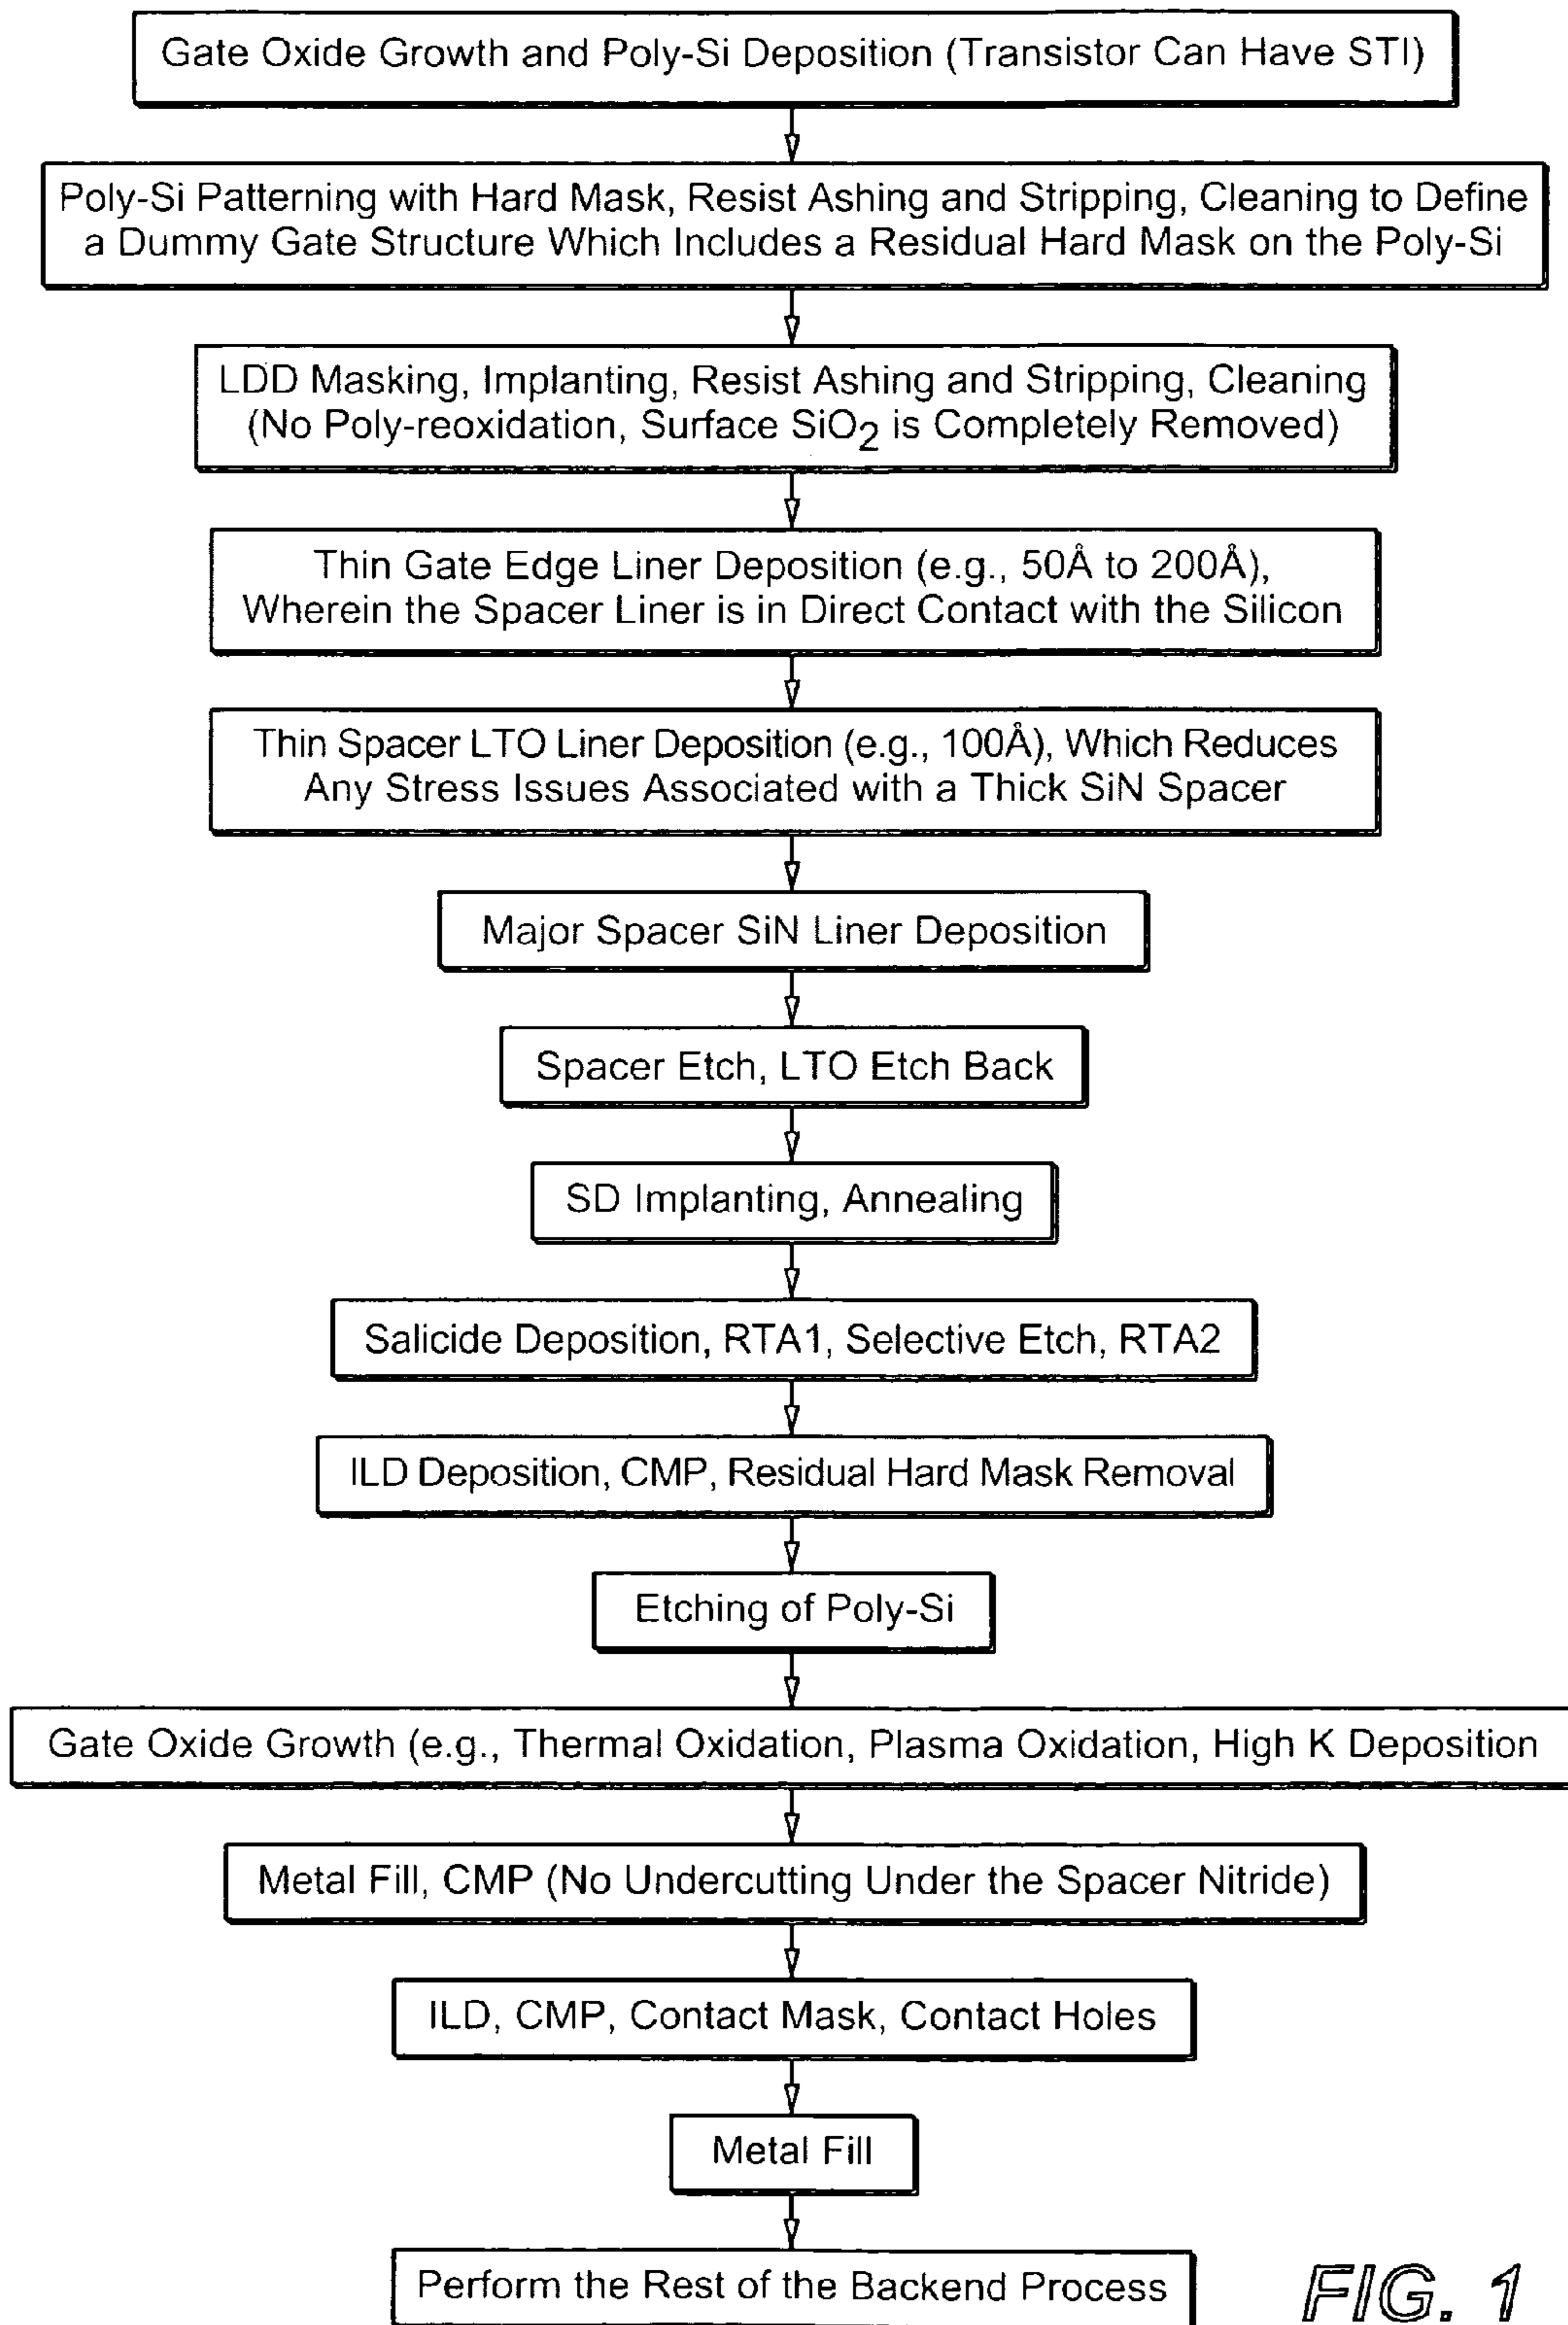 Gate Oxide Growth and Poly-Si Deposition (Transistor Can Have STI)
Poly-Si Patterning with Hard Mask, Resist Ashing and Stripping, Cleaning to Define
a Dummy Gate Structure Which Includes a Residual Hard Mask on the Poly-Si
LDD Masking, Implanting, Resist Ashing and Stripping, Cleaning
(No Poly-reoxidation, Surface SiO2 is Completely Removed)
Thin Gate Edge Liner Deposition (e.g., 50Å to 200Å),
Wherein the Spacer Liner is in Direct Contact with the Silicon
Thin Spacer LTO Liner Deposition (e.g., 100Å), Which Reduces
Any Stress Issues Associated with a Thick SiN Spacer
Major Spacer SiN Liner Deposition
Spacer Etch, LTO Etch Back
SD Implanting, Annealing
Salicide Deposition, RTA1, Selective Etch, RTA2
ILD Deposition, CMP, Residual Hard Mask Removal
Etching of Poly-Si
Gate Oxide Growth (e.g., Thermal Oxidation, Plasma Oxidation, High K Deposition
Metal Fill, CMP (No Undercutting Under the Spacer Nitride)
ILD, CMP, Contact Mask, Contact Holes
Metal Fill
Perform the Rest of the Backend Process
FIG. 1